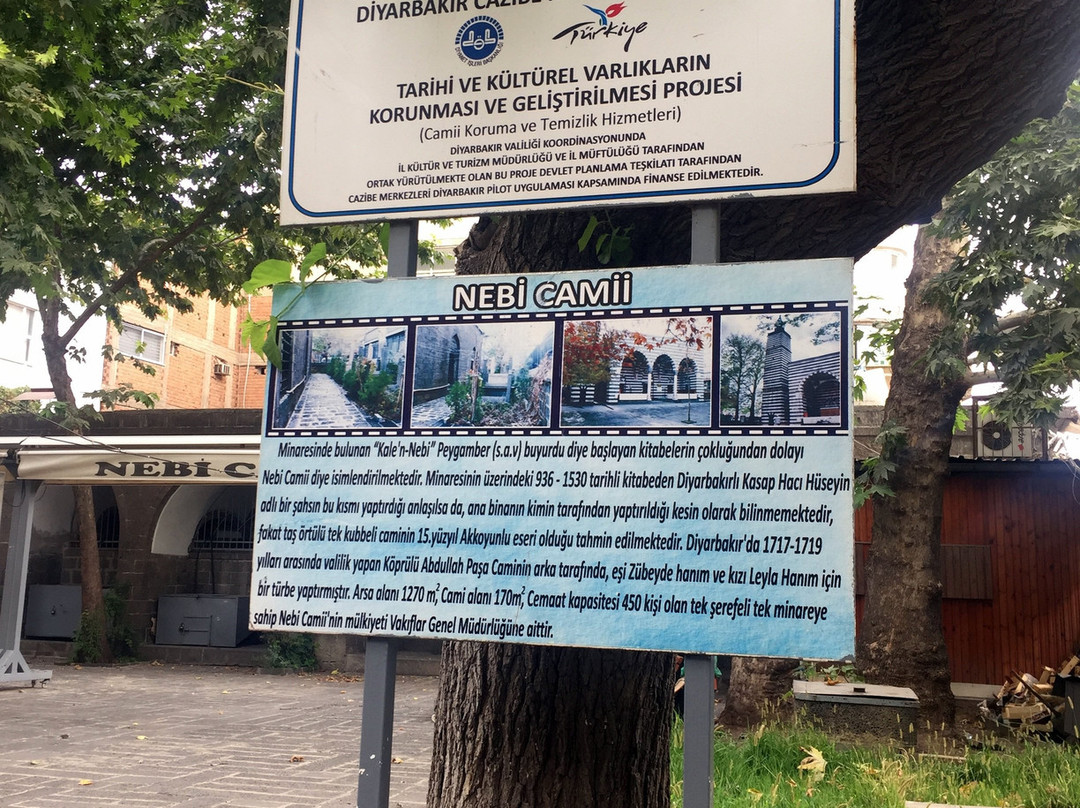 DİYARBAKIR CAZİBE
DİYANET İŞLERİ BAŞKANLIĞI
Türkiye
TARİHİ VE KÜLTÜREL VARLIKLARIN
KORUNMASI VE GELİŞTİRİLMESİ PROJESİ
(Camii Koruma ve Temizlik Hizmetleri)
DİYARBAKIR VALİLİĞİ KOORDİNASYONUNDA
İL KÜLTÜR VE TURİZM MÜDÜRLÜĞÜ VE İL MÜFTÜLÜĞÜ TARAFINDAN
ORTAK YÜRÜTÜLMEKTE OLAN BU PROJE DEVLET PLANLAMA TEŞKİLATI TARAFINDAN
CAZİBE MERKEZLERİ DİYARBAKIR PİLOT UYGULAMASI KAPSAMINDA FİNANSE EDİLMEKTEDİR.
NEBİ CAMİİ
Minaresinde bulunan "Kale'n-Nebi" Peygamber (s.a.v) buyurdu diye başlayan kitabelerin çokluğundan dolayı
Nebi Camii diye isimlendirilmektedir. Minaresinin üzerindeki 936 - 1530 tarihli kitabeden Diyarbakırlı Kasap Hacı Hüseyin
adlı bir şahsın bu kısmı yaptırdığı anlaşılsa da, ana binanın kimin tarafından yaptırıldığı kesin olarak bilinmemektedir,
fakat taş örtülü tek kubbeli caminin 15.yüzyıl Akkoyunlu eseri olduğu tahmin edilmektedir. Diyarbakır'da 1717-1719
yılları arasında valilik yapan Köprülü Abdullah Paşa Caminin arka tarafında, eşi Zübeyde hanım ve kızı Leyla Hanım için
bir türbe yaptırmıştır. Arsa alanı 1270 m², Cami alanı 170m², Cemaat kapasitesi 450 kişi olan tek şerefeli tek minareye
sahip Nebi Camii'nin mülkiyeti Vakıflar Genel Müdürlüğüne aittir.
NEBİ C